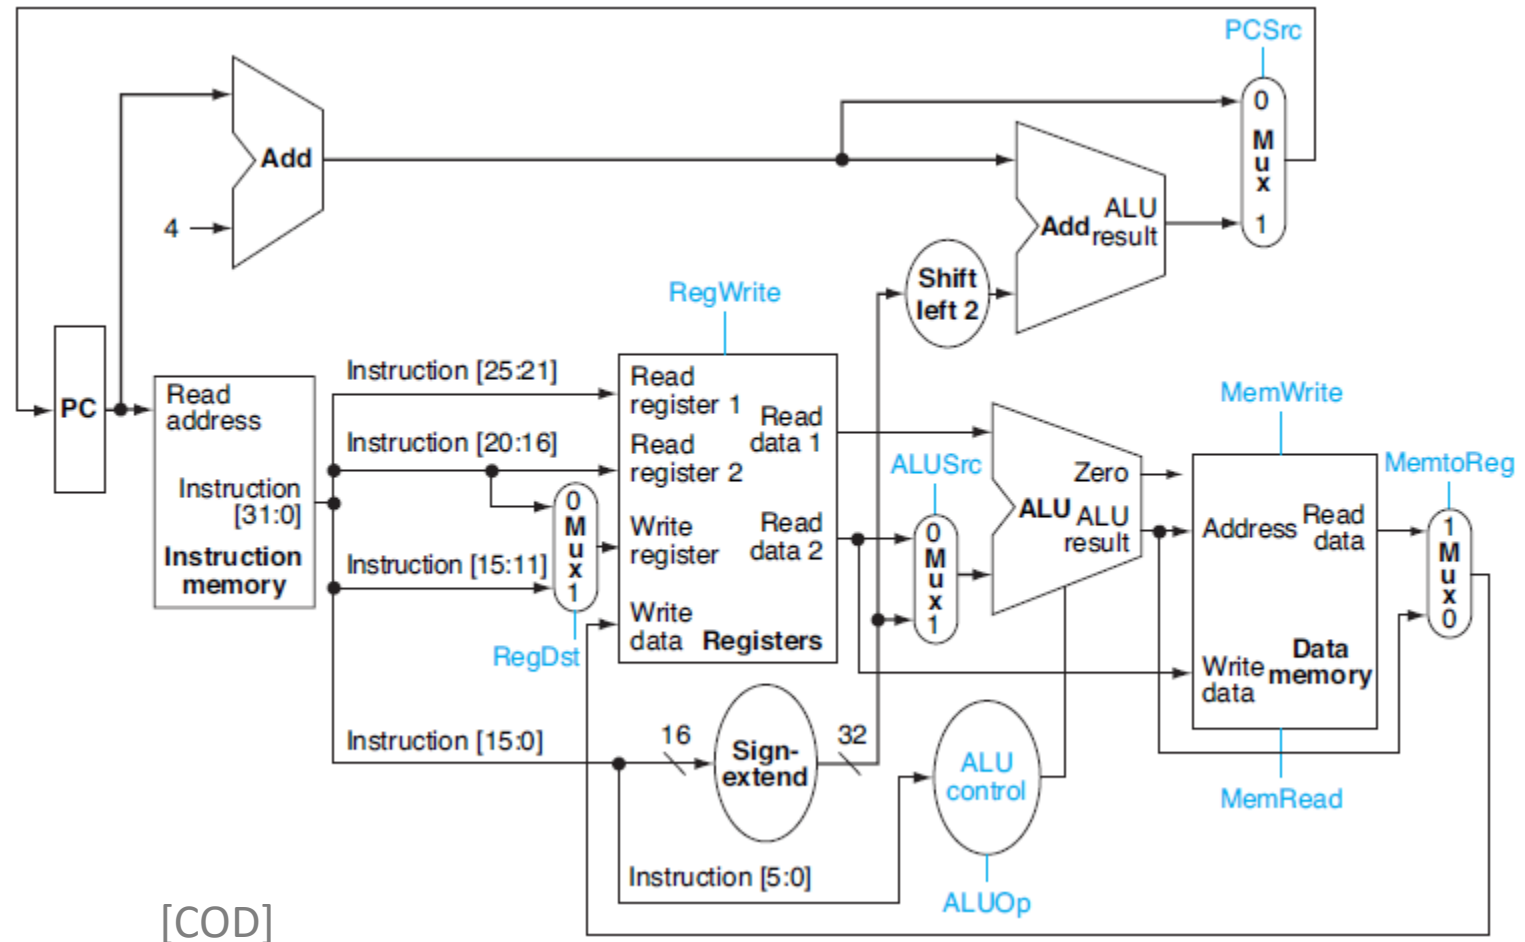 PCSrc
0
M
u
x
1
Add
4
Add
ALU
result
Shift
left 2
RegWrite
PC
Read
address
Instruction
[31:0]
Instruction
memory
Instruction [25:21]
Instruction [20:16]
Instruction [15:11]
0
M
u
x
1
RegDst
Read
register 1
Read
register 2
Write
register
Write
data
Read
data 1
Read
data 2
Registers
ALUSrc
0
M
u
x
1
Zero
ALU
ALU
result
MemWrite
Address
Read
data
Write
data
Data
memory
MemRead
MemtoReg
1
M
u
x
0
Instruction [15:0]
16
Sign-
extend
32
ALU
control
Instruction [5:0]
ALUOp
[COD]